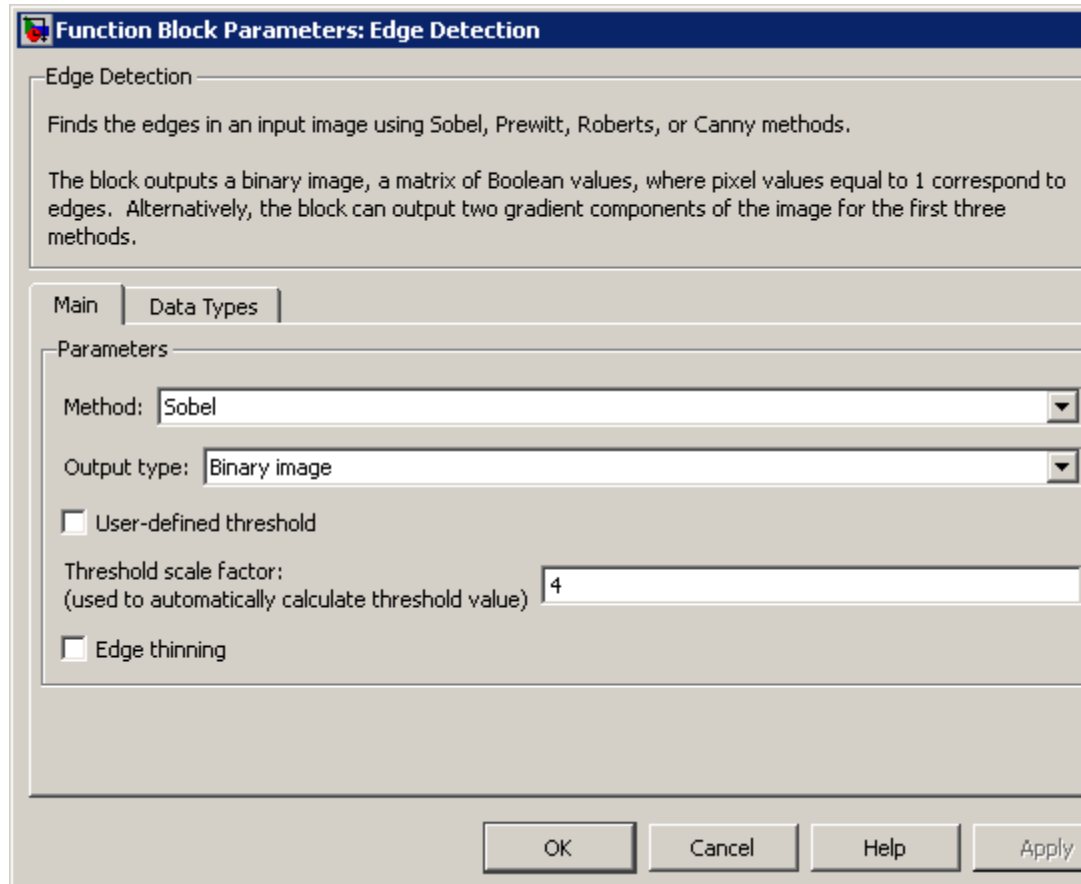 Function Block Parameters: Edge Detection
Edge Detection
Finds the edges in an input image using Sobel, Prewitt, Roberts, or Canny methods.
The block outputs a binary image, a matrix of Boolean values, where pixel values equal to 1 correspond to
edges.  Alternatively, the block can output two gradient components of the image for the first three
methods.
Main Data Types
Parameters
Method: Sobel
Output type: Binary image
User-defined threshold
Threshold scale factor:
(used to automatically calculate threshold value) 4
Edge thinning
OK Cancel Help Apply